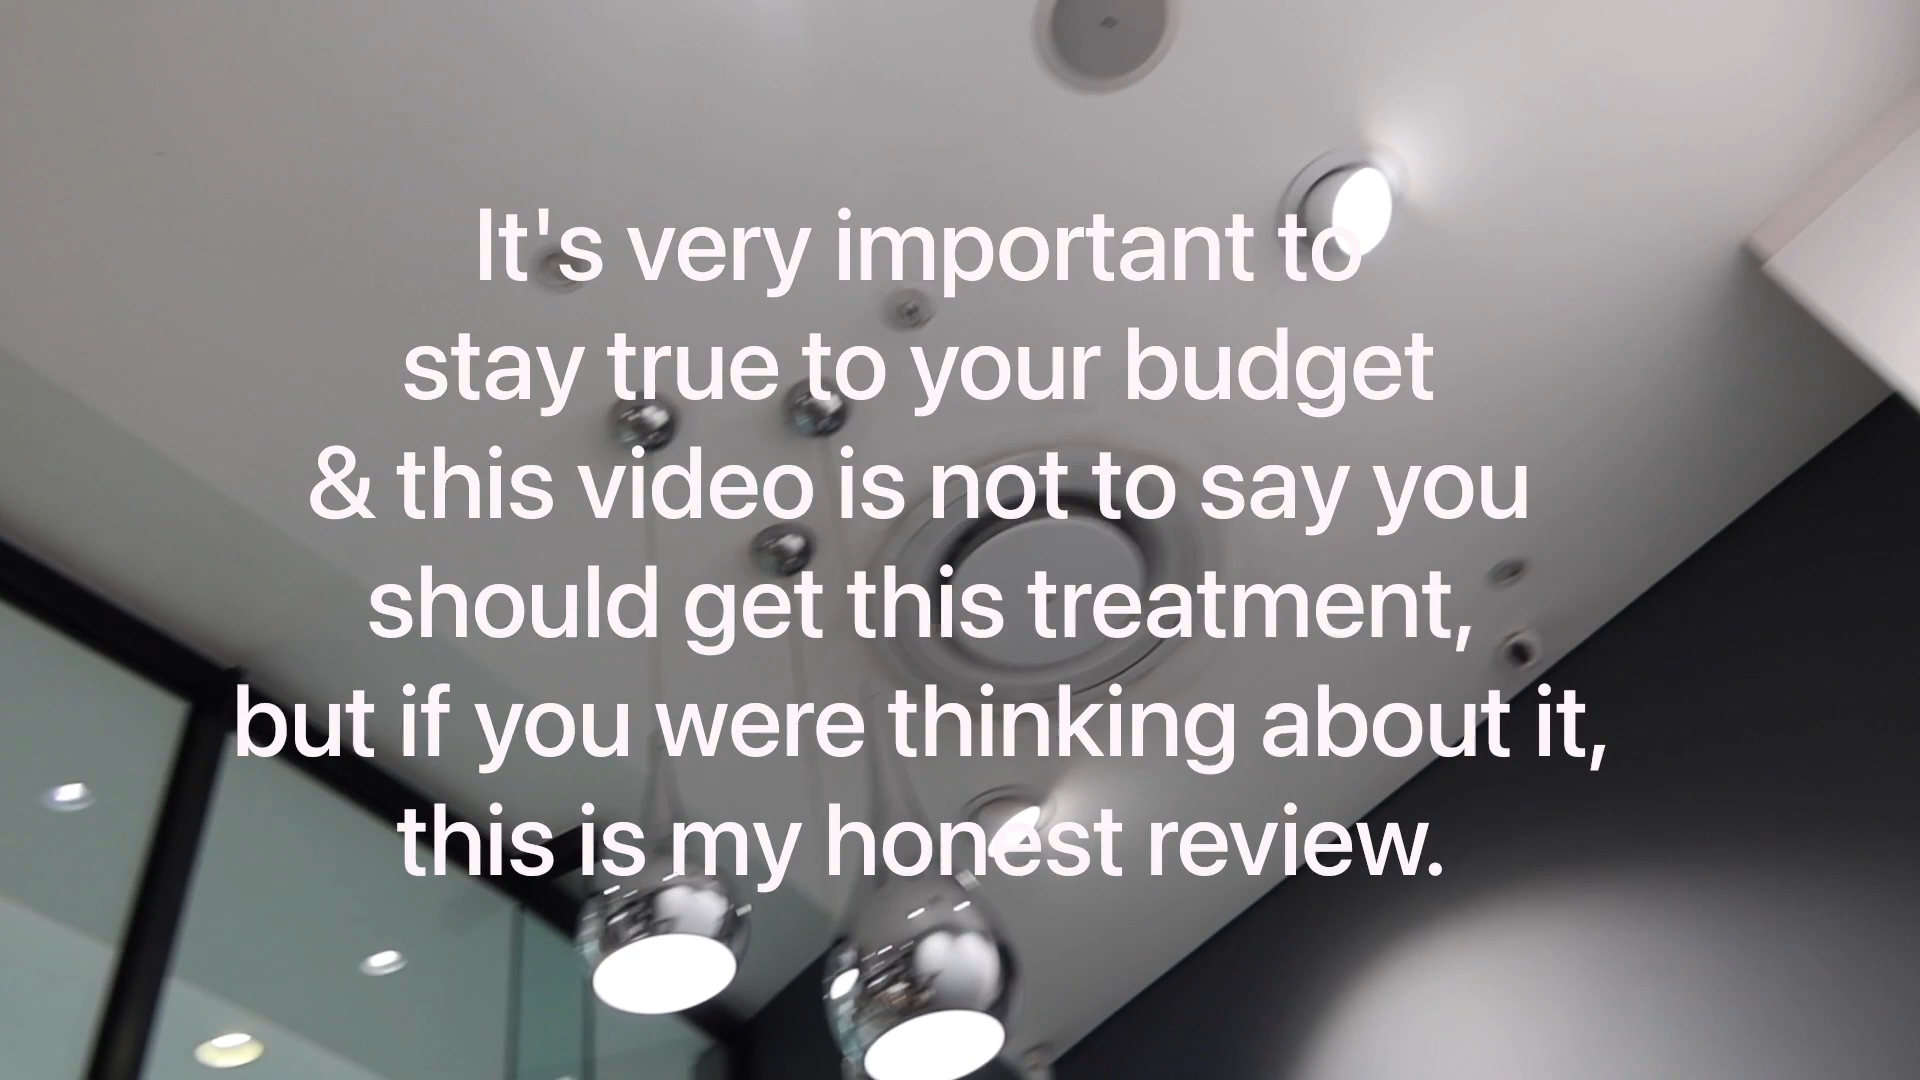 It's very important to
stay true to your budget
& this video is not to say you
should get this treatment,
but if you were thinking about it,
this is my honest review.